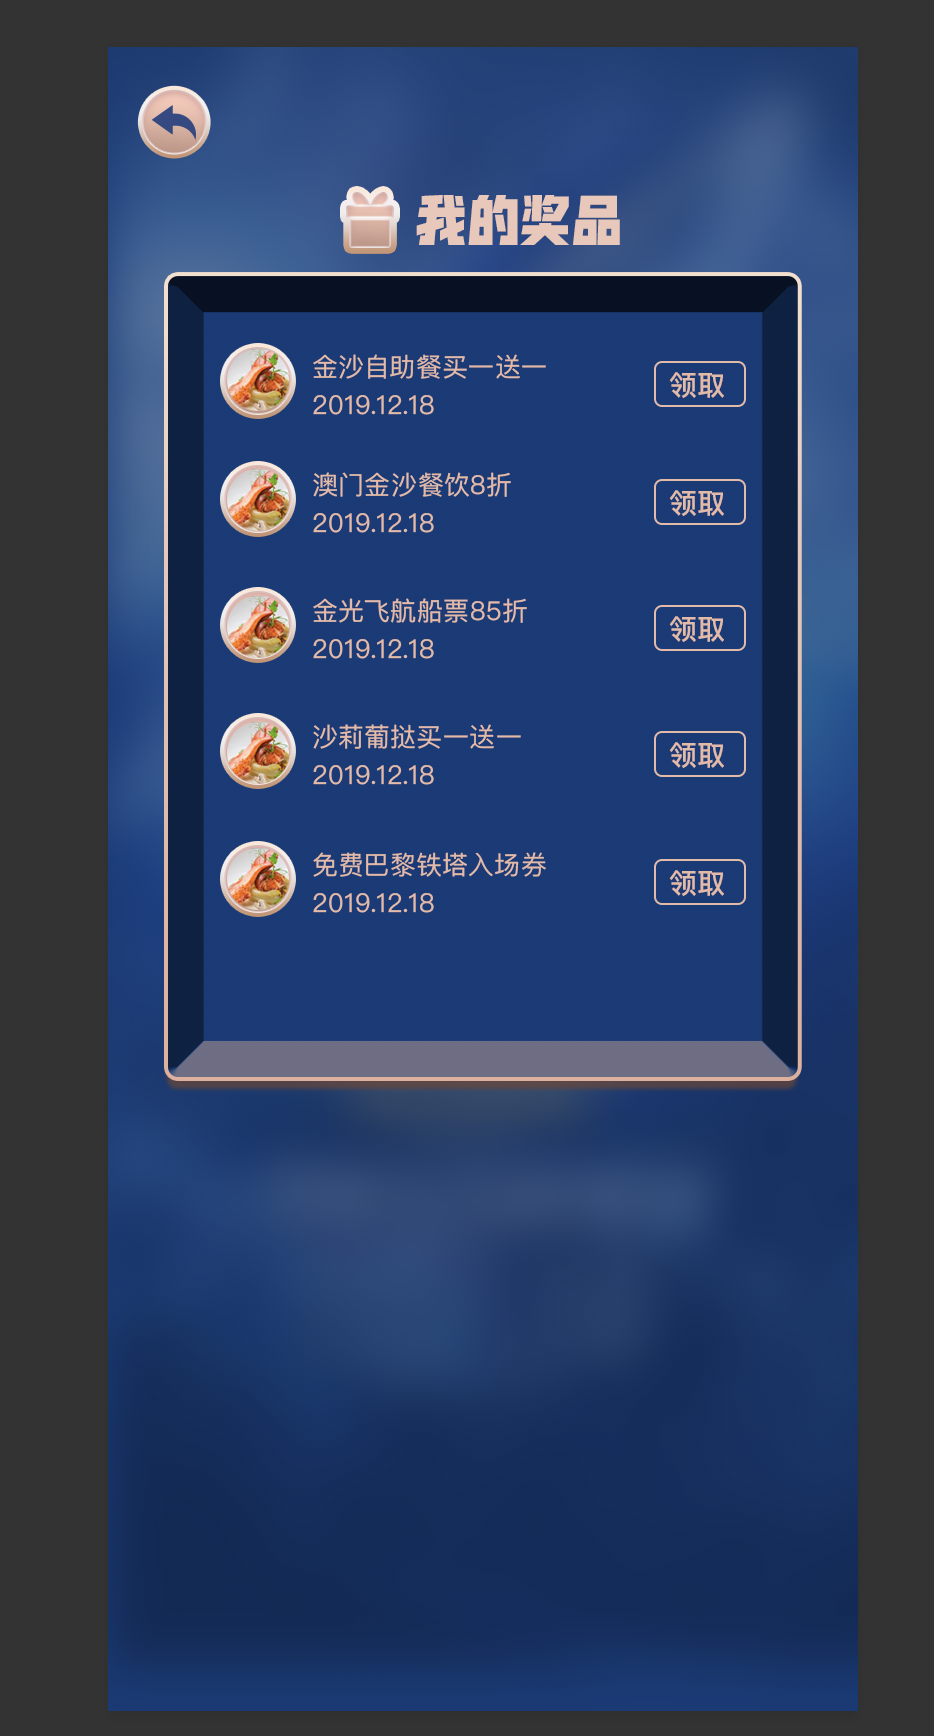 我的奖品
金沙自助餐买一送一
2019.12.18
领取
澳门金沙餐饮8折
2019.12.18
领取
金光飞航船票85折
2019.12.18
领取
沙莉葡挞买一送一
2019.12.18
领取
免费巴黎铁塔入场券
2019.12.18
领取